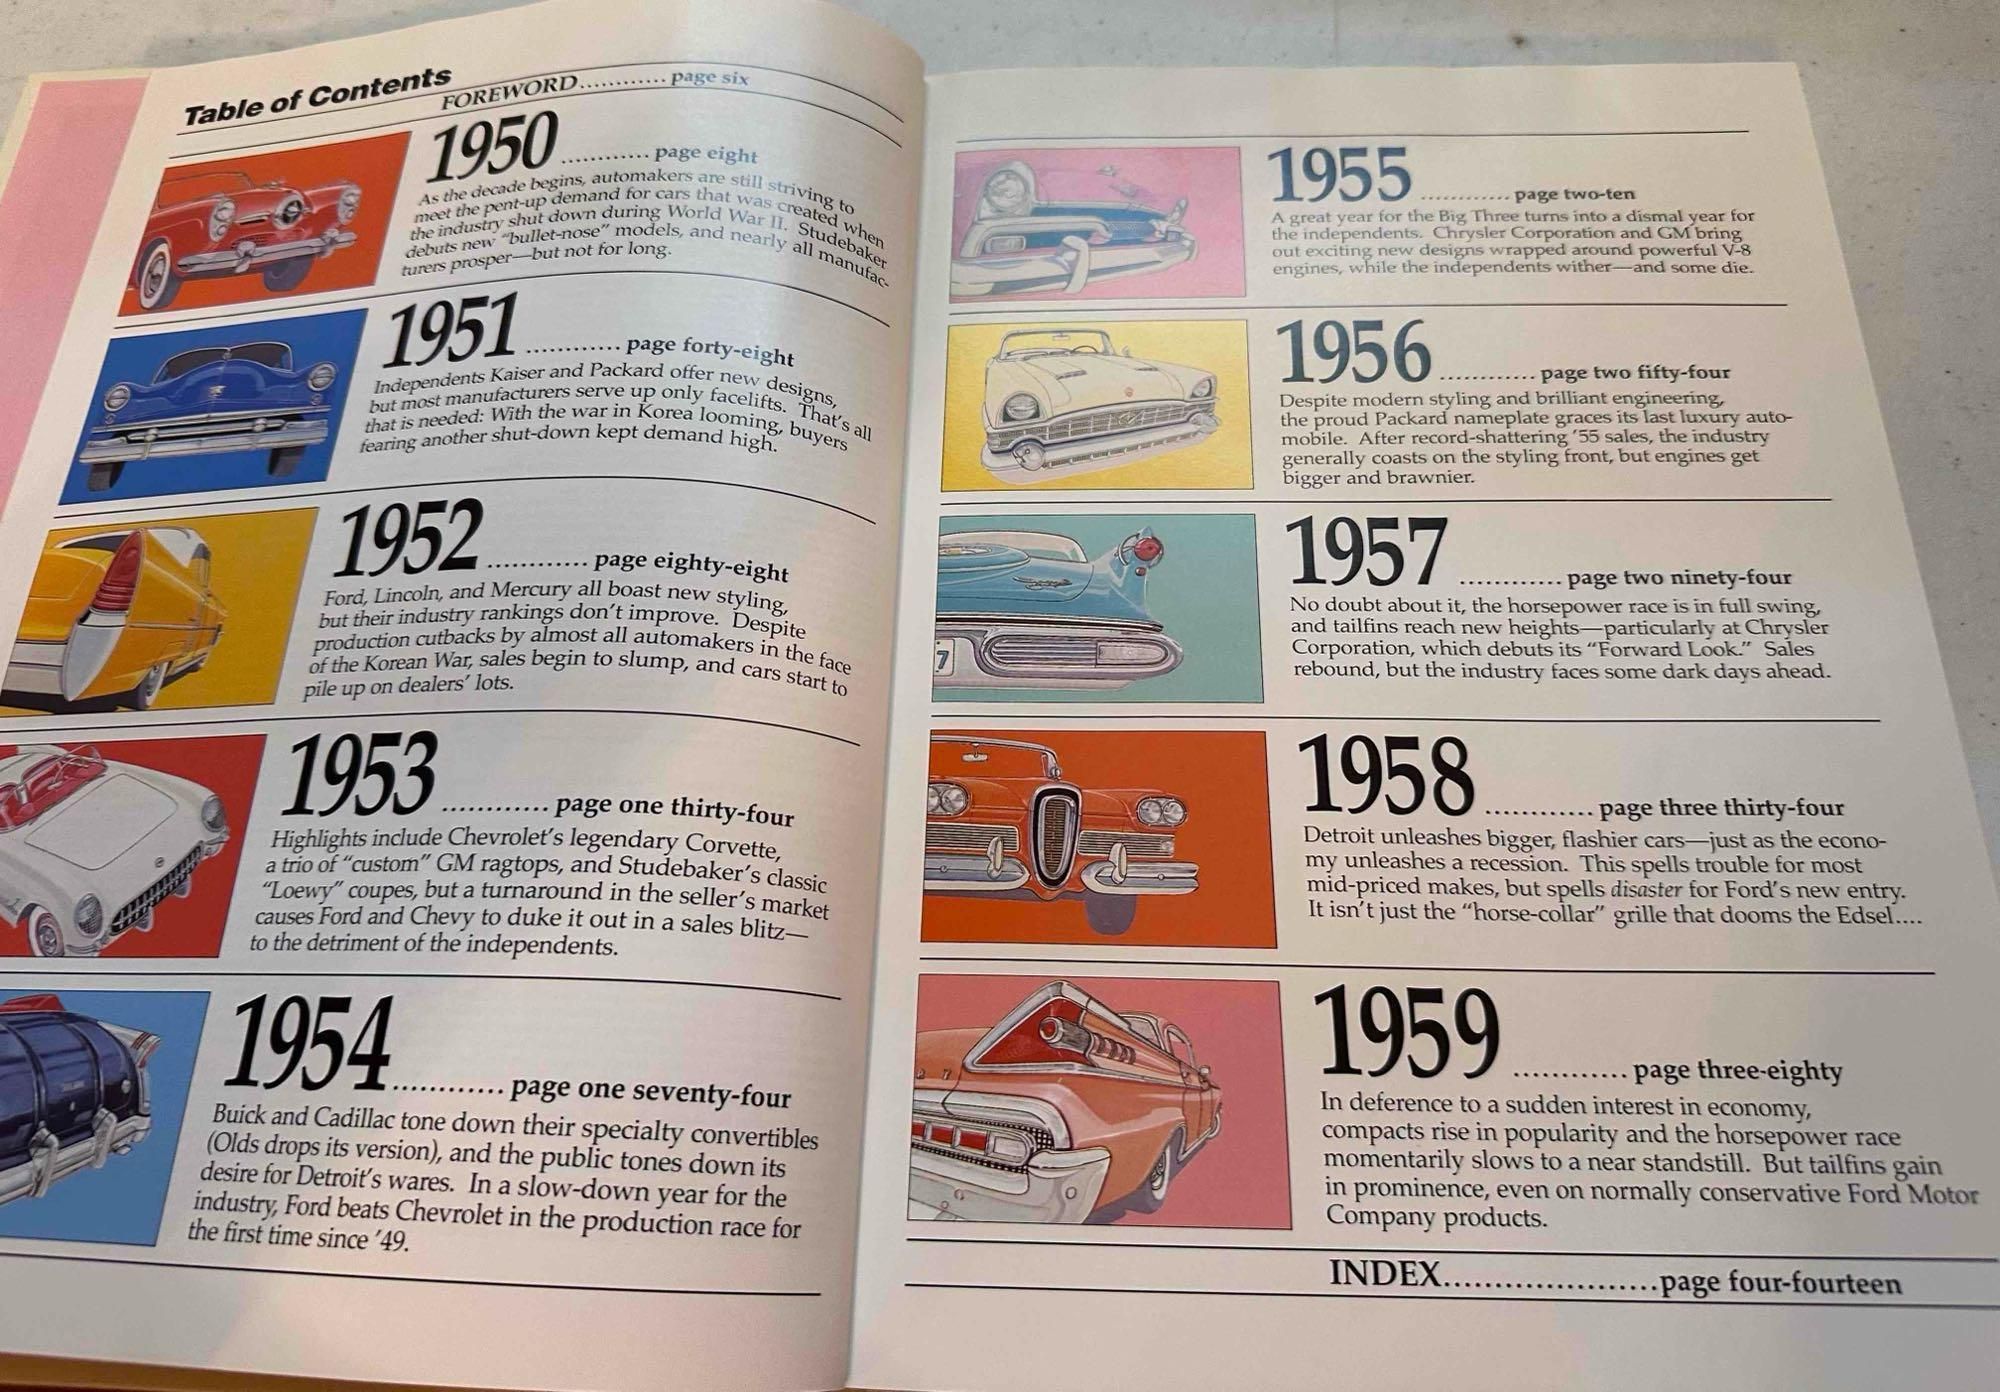 Table of Contents
FOREWORD............page six
1950............page eight
As the decade begins, automakers are still striving to
meet the pent-up demand for cars that was created when
the industry shut down during World War II. Studebaker
debuts new "bullet-nose" models, and nearly all manufac-
turers prosper—but not for long.
1951............page forty-eight
Independents Kaiser and Packard offer new designs,
but most manufacturers serve up only facelifts. That's all
that is needed: With the war in Korea looming, buyers
fearing another shut-down kept demand high.
1952............page eighty-eight
Ford, Lincoln, and Mercury all boast new styling,
but their industry rankings don't improve. Despite
production cutbacks by almost all automakers in the face
of the Korean War, sales begin to slump, and cars start to
pile up on dealers' lots.
1953............page one thirty-four
Highlights include Chevrolet's legendary Corvette,
a trio of "custom" GM ragtops, and Studebaker's classic
"Loewy" coupes, but a turnaround in the seller's market
causes Ford and Chevy to duke it out in a sales blitz—
to the detriment of the independents.
1954............page one seventy-four
Buick and Cadillac tone down their specialty convertibles
(Olds drops its version), and the public tones down its
desire for Detroit's wares. In a slow-down year for the
industry, Ford beats Chevrolet in the production race for
the first time since '49.
1955............page two-ten
A great year for the Big Three turns into a dismal year for
the independents. Chrysler Corporation and GM bring
out exciting new designs wrapped around powerful V-8
engines, while the independents wither—and some die.
1956............page two fifty-four
Despite modern styling and brilliant engineering,
the proud Packard nameplate graces its last luxury auto-
mobile. After record-shattering '55 sales, the industry
generally coasts on the styling front, but engines get
bigger and brawnier.
7
1957............page two ninety-four
No doubt about it, the horsepower race is in full swing,
and tailfins reach new heights—particularly at Chrysler
Corporation, which debuts its "Forward Look." Sales
rebound, but the industry faces some dark days ahead.
1958............page three thirty-four
Detroit unleashes bigger, flashier cars—just as the econo-
my unleashes a recession. This spells trouble for most
mid-priced makes, but spells disaster for Ford's new entry.
It isn't just the "horse-collar" grille that dooms the Edsel....
1959............page three-eighty
In deference to a sudden interest in economy,
compacts rise in popularity and the horsepower race
momentarily slows to a near standstill. But tailfins gain
in prominence, even on normally conservative Ford Motor
Company products.
INDEX......................page four-fourteen